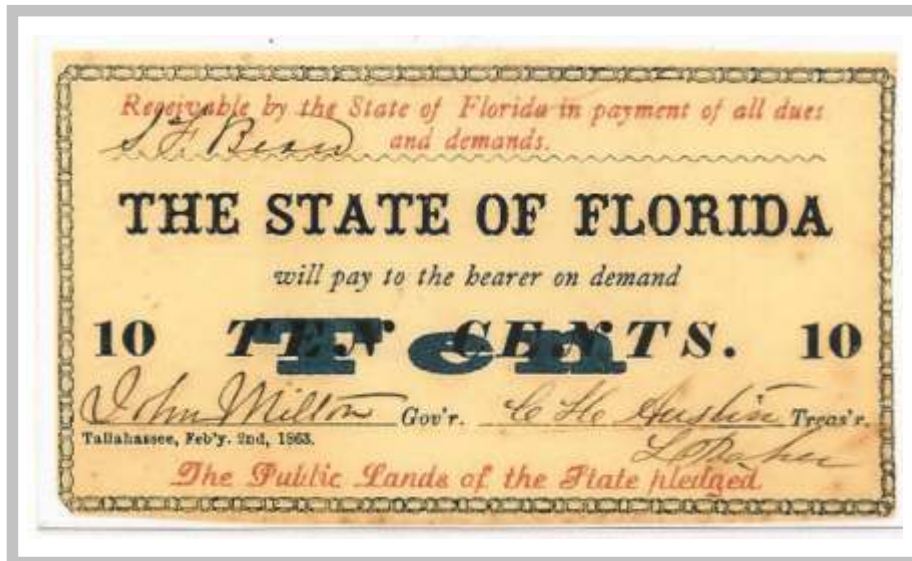 Receivable by the State of Florida in payment of all dues
and demands.
THE STATE OF FLORIDA
will pay to the bearer on demand
10 TEN CENTS. 10
Ten
John Milton Gov'r. C H Austin Treas'r.
Tallahassee, Feb'y. 2nd, 1863.
The Public Lands of the State pledged.